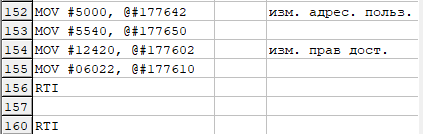 152 MOV #5000, @#177642 изм. адрес. польз.
153 MOV #5540, @#177650
154 MOV #12420, @#177602 изм. прав дост.
155 MOV #06022, @#177610
156 RTI
157
160 RTI